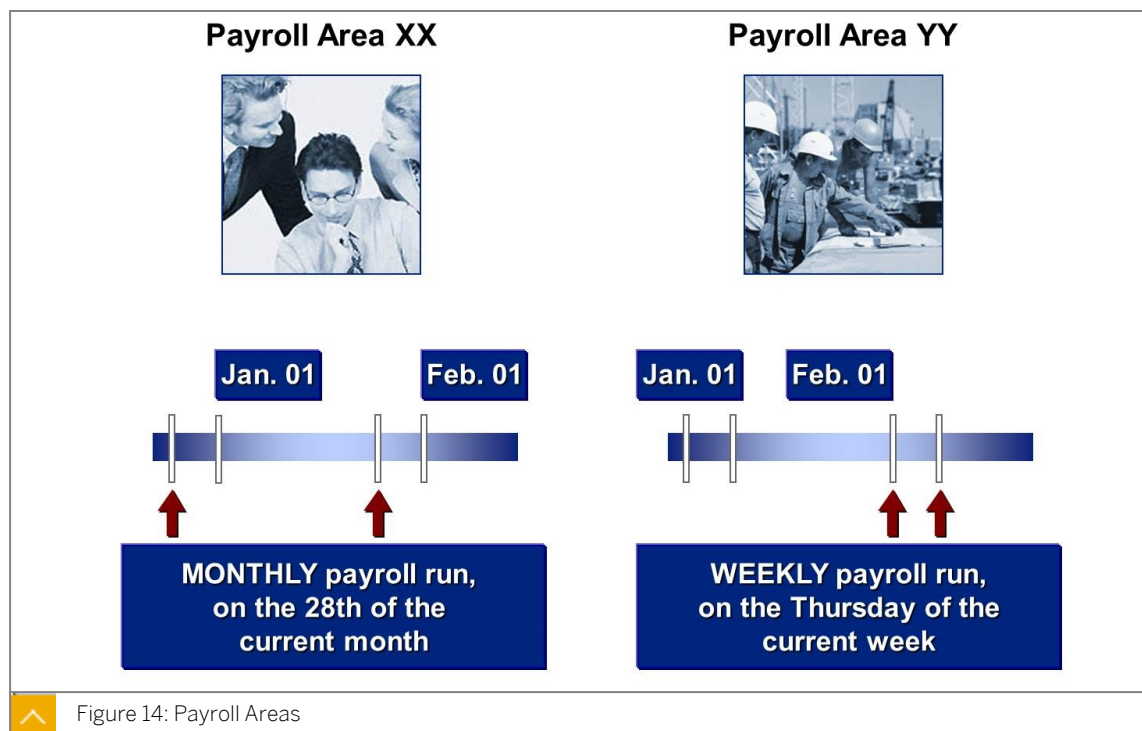 Payroll Area XX
Payroll Area YY
Jan. 01
Feb. 01
Jan. 01
Feb. 01
MONTHLY payroll run,
on the 28th of the
current month
WEEKLY payroll run,
on the Thursday of the
current week
Figure 14: Payroll Areas